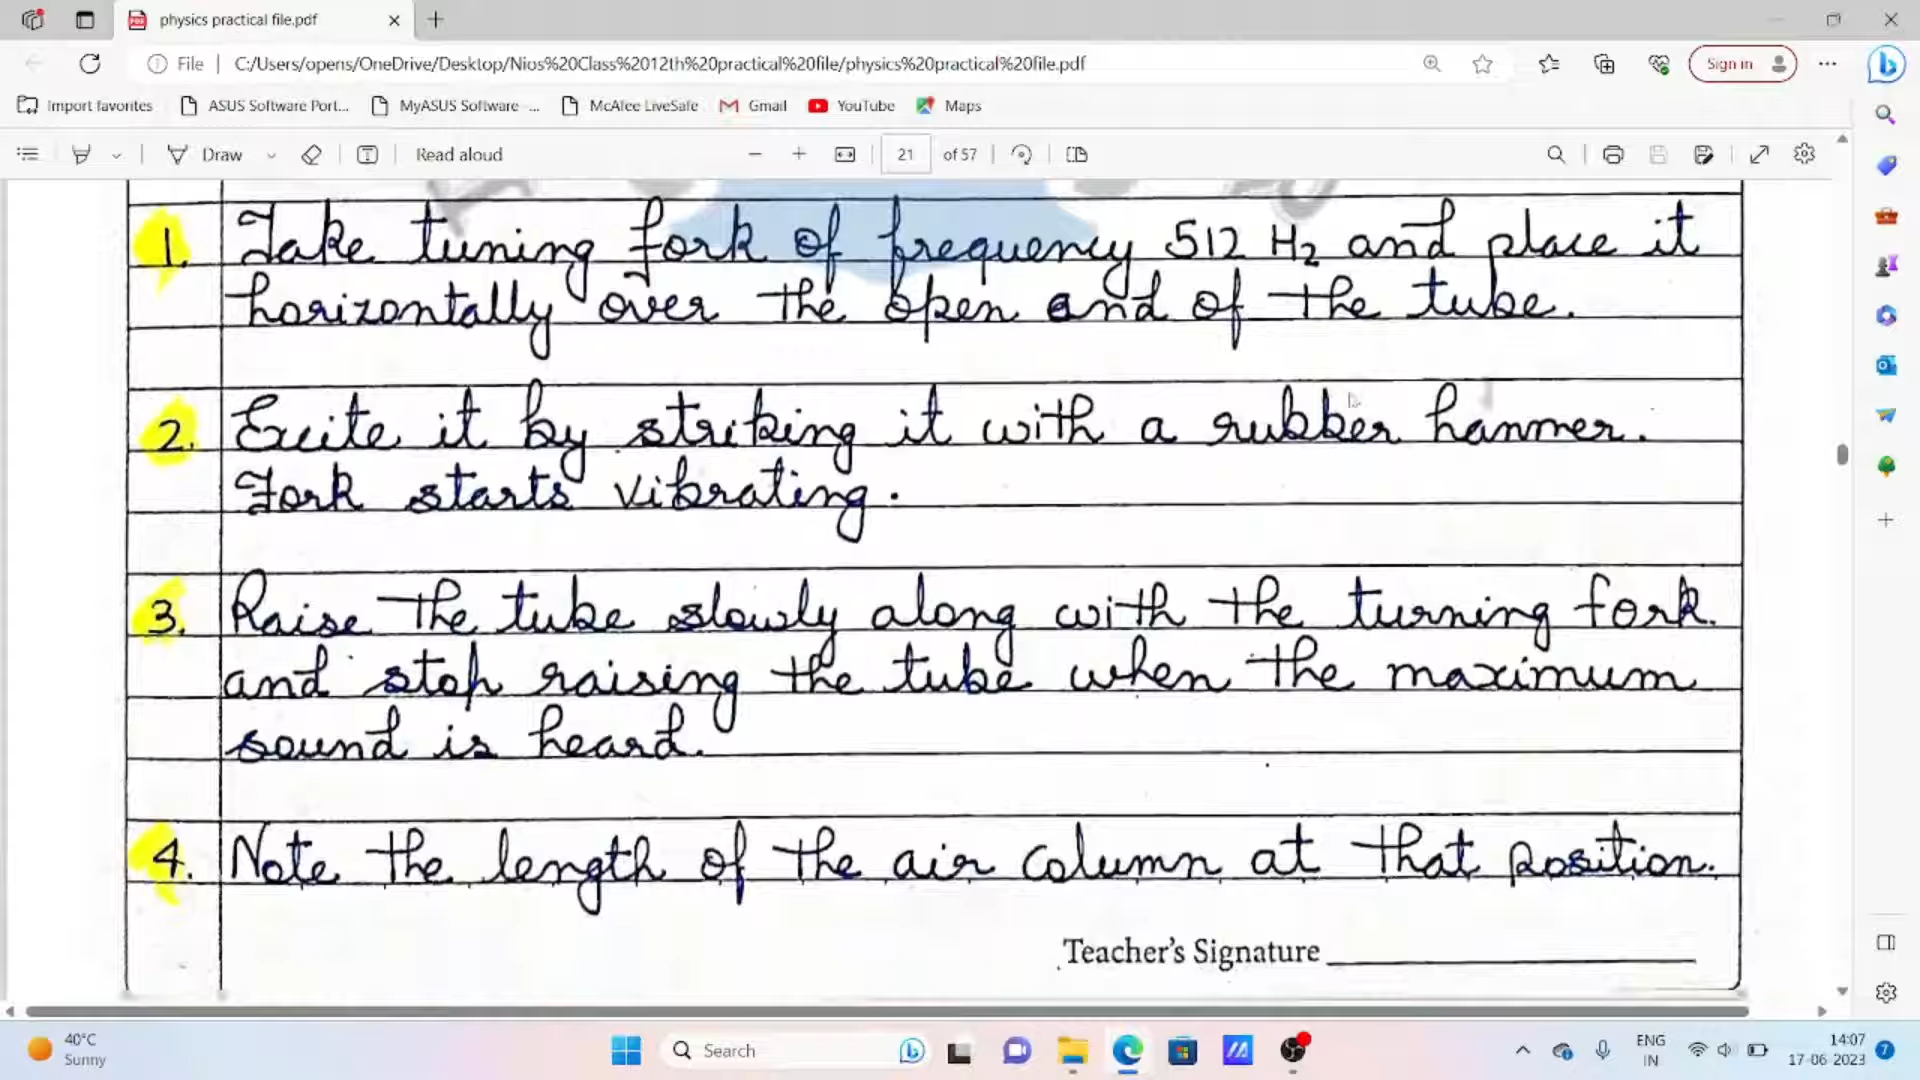 physics practical file.pdf
File C:/Users/opens/OneDrive/Desktop/Nios%20Class%2012th%20practical%20file/physics%20practical%20file.pdf
Sign in
Import favorites ASUS Software Port... MyASUS Software - ... McAfee LiveSafe Gmail YouTube Maps
Draw Read aloud 21 of 57
1. Take tuning fork of frequency 512 Hz and place it
horizontally over the open end of the tube.
2. Excite it by striking it with a rubber hanmer.
Fork starts vibrating.
3. Raise the tube slowly along with the turning fork
and stop raising the tube when the maximum
sound is heard.
4. Note the length of the air column at that position.
Teacher's Signature
40°C
Sunny
Search
ENG
IN
14:07
17-06-2023
7